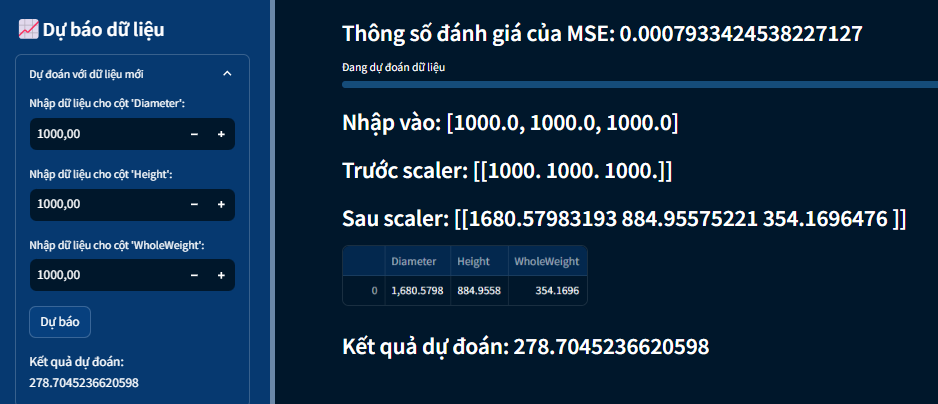 📈 Dự báo dữ liệu
Dự đoán với dữ liệu mới
Nhập dữ liệu cho cột 'Diameter':
1000,00
Nhập dữ liệu cho cột 'Height':
1000,00
Nhập dữ liệu cho cột 'WholeWeight':
1000,00
Dự báo
Kết quả dự đoán:
278.7045236620598
Thông số đánh giá của MSE: 0.0007933424538227127
Đang dự đoán dữ liệu
Nhập vào: [1000.0, 1000.0, 1000.0]
Trước scaler: [[1000. 1000. 1000.]]
Sau scaler: [[1680.57983193 884.95575221 354.1696476 ]]
Diameter Height WholeWeight
0 1,680.5798 884.9558 354.1696
Kết quả dự đoán: 278.7045236620598